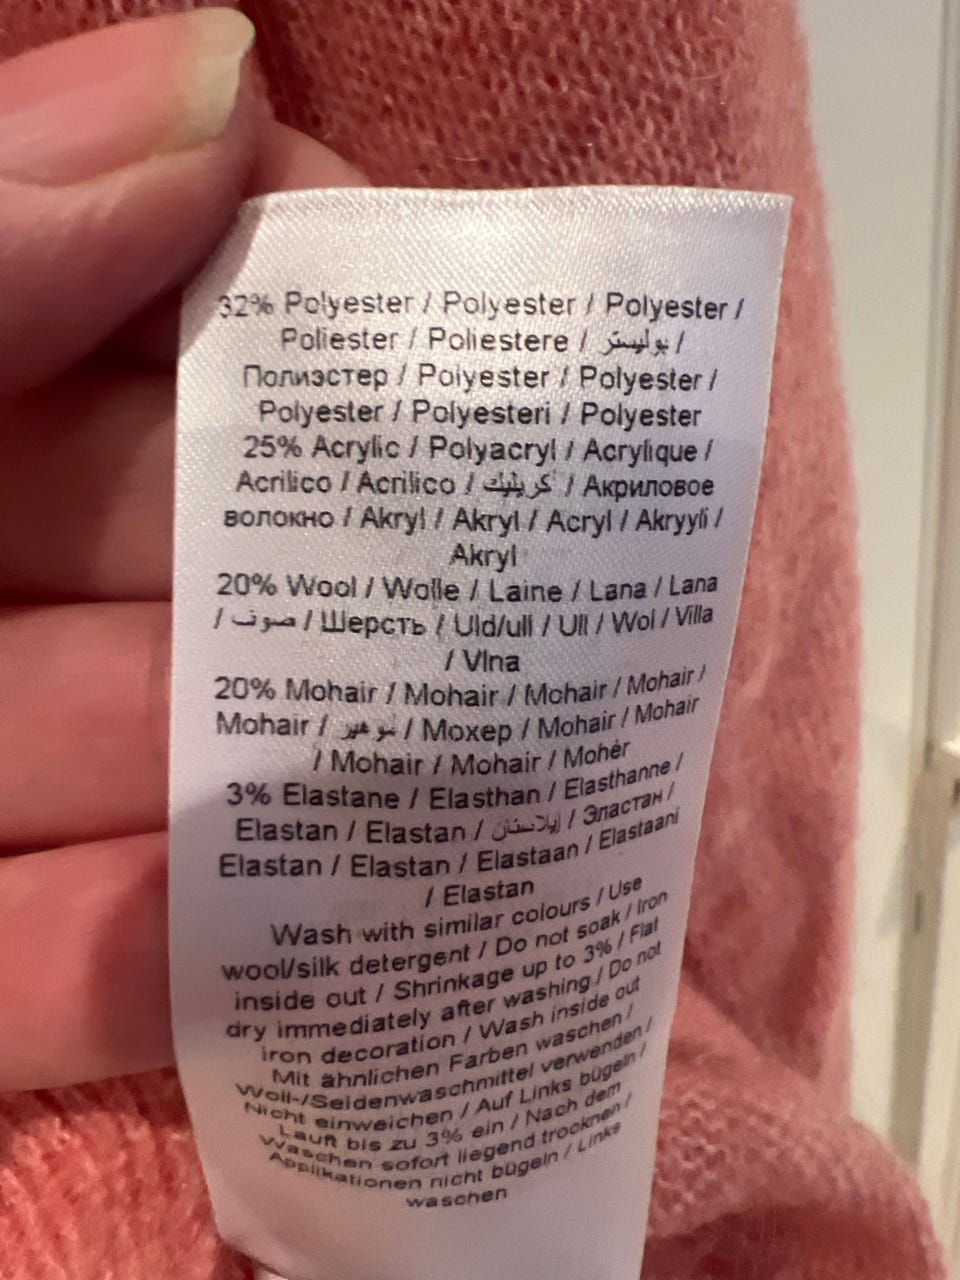 32% Polyester / Polyester / Polyester /
Poliester / Poliestere / بوليستر /
Полиэстер / Polyester / Polyester /
Polyester / Polyesteri / Polyester
25% Acrylic / Polyacryl / Acrylique /
Acrilico / Acrilico / أكريليك / Акриловое
волокно / Akryl / Akryl / Acryl / Akryyli /
Akryl
20% Wool / Wolle / Laine / Lana / Lana
/ صوف / Шерсть / Uld/ull / Ull / Wol / Villa
/ Vlna
20% Mohair / Mohair / Mohair / Mohair /
Mohair / موهير / Мохер / Mohair / Mohair
/ Mohair / Mohair / Mohér
3% Elastane / Elasthan / Elasthanne /
Elastan / Elastan / إيلاستان / Эластан /
Elastan / Elastan / Elastaan / Elastaani
/ Elastan
Wash with similar colours / Use
wool/silk detergent / Do not soak / Iron
inside out / Shrinkage up to 3% / Flat
dry immediately after washing / Do not
iron decoration / Wash inside out
Mit ähnlichen Farben waschen /
Woll-/Seidenwaschmittel verwenden /
Nicht einweichen / Auf Links bügeln /
Lauft bis zu 3% ein / Nach dem
Waschen sofort liegend trocknen /
Applikationen nicht bügeln / Links
waschen